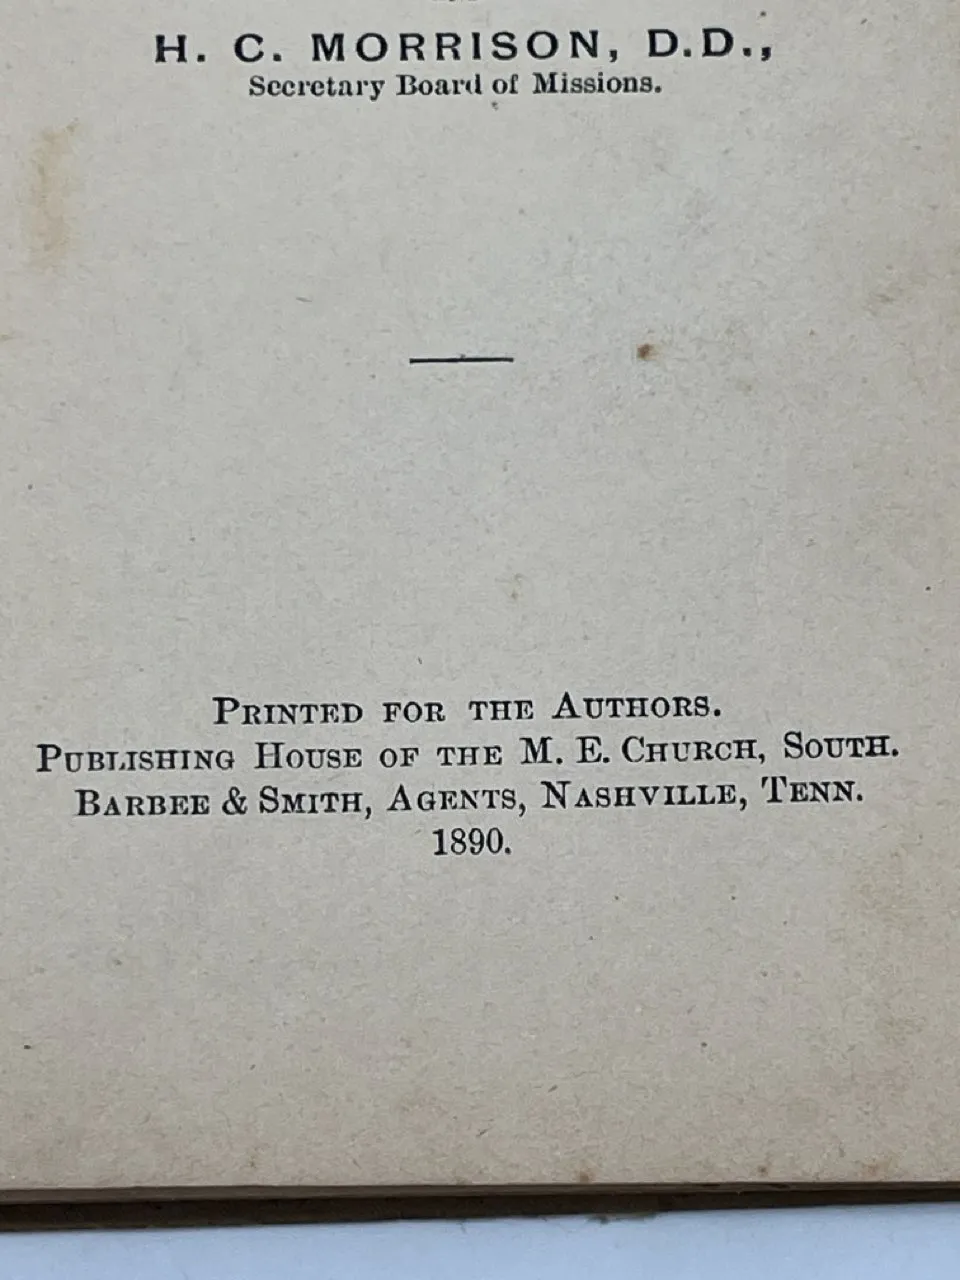 H. C. MORRISON, D.D.,
Secretary Board of Missions.
PRINTED FOR THE AUTHORS.
PUBLISHING HOUSE OF THE M. E. CHURCH, SOUTH.
BARBEE & SMITH, AGENTS, NASHVILLE, TENN.
1890.